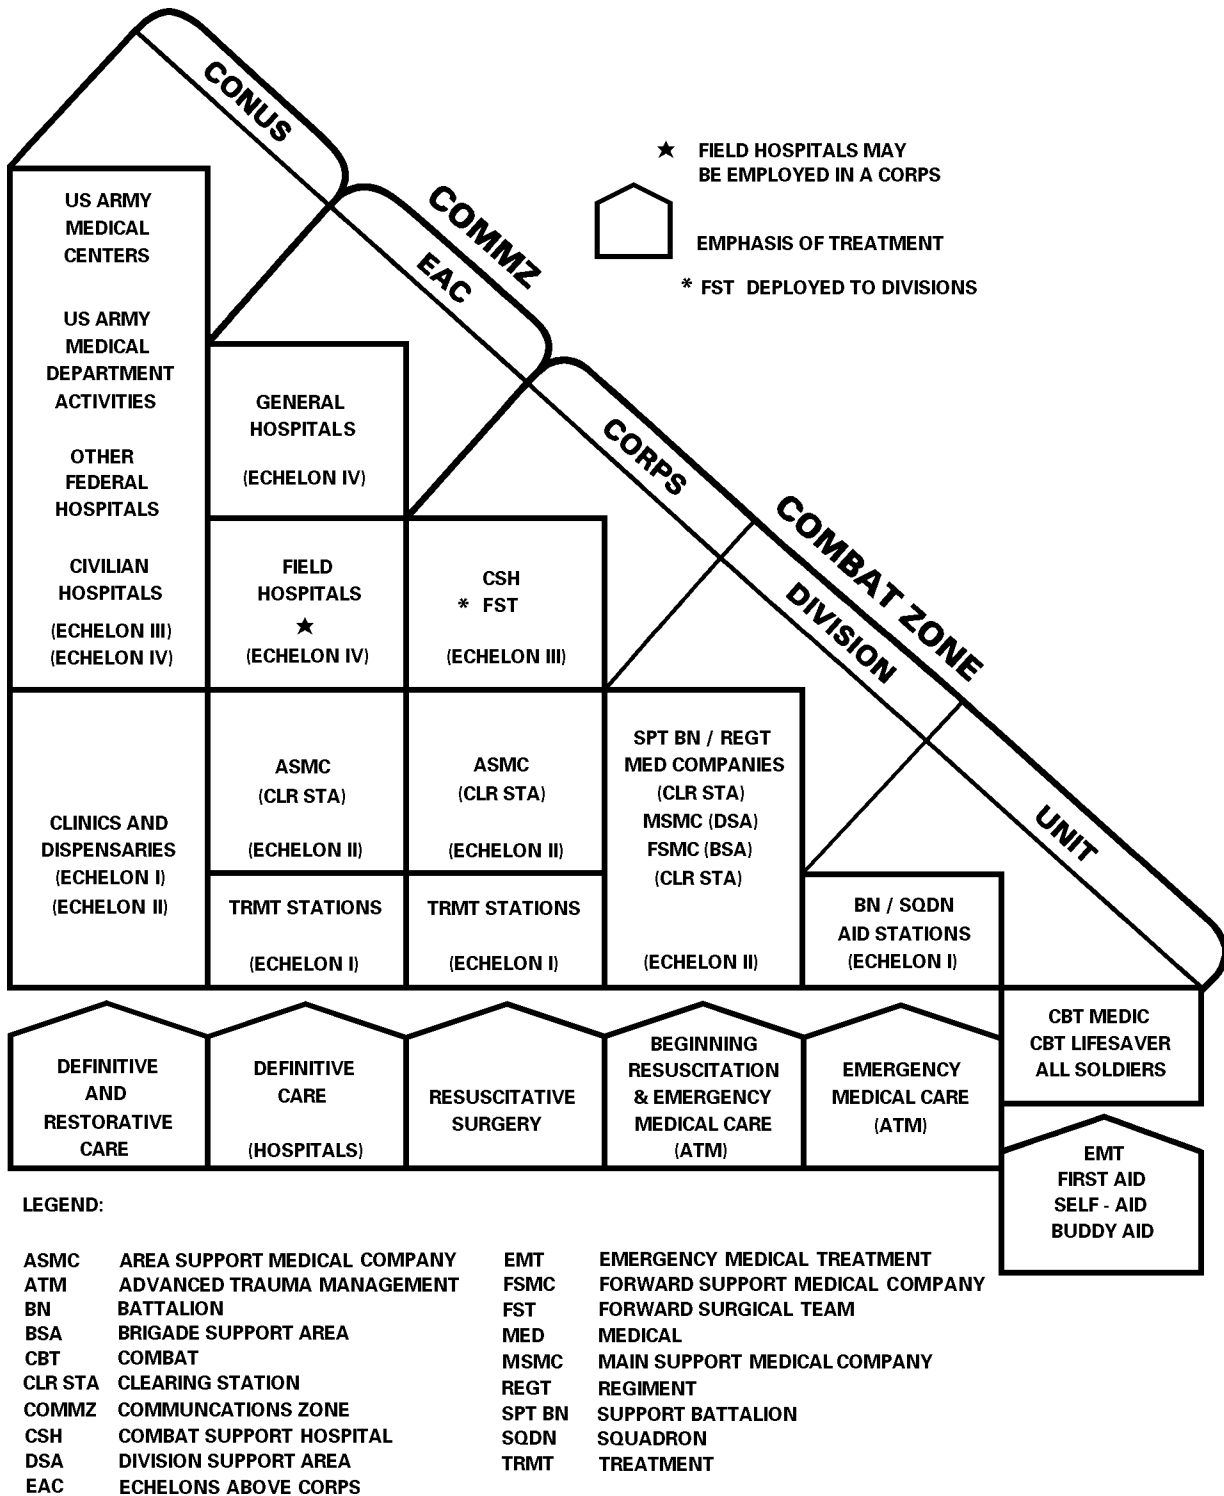 CONUS
COMMZ
EAC
CORPS
COMBAT ZONE
DIVISION
UNIT
★ FIELD HOSPITALS MAY
BE EMPLOYED IN A CORPS
EMPHASIS OF TREATMENT
* FST DEPLOYED TO DIVISIONS
US ARMY
MEDICAL
CENTERS
US ARMY
MEDICAL
DEPARTMENT
ACTIVITIES
OTHER
FEDERAL
HOSPITALS
CIVILIAN
HOSPITALS
(ECHELON III)
(ECHELON IV)
CLINICS AND
DISPENSARIES
(ECHELON I)
(ECHELON II)
GENERAL
HOSPITALS
(ECHELON IV)
FIELD
HOSPITALS
★
(ECHELON IV)
ASMC
(CLR STA)
(ECHELON II)
TRMT STATIONS
(ECHELON I)
CSH
* FST
(ECHELON III)
ASMC
(CLR STA)
(ECHELON II)
TRMT STATIONS
(ECHELON I)
SPT BN / REGT
MED COMPANIES
(CLR STA)
MSMC (DSA)
FSMC (BSA)
(CLR STA)
(ECHELON II)
BN / SQDN
AID STATIONS
(ECHELON I)
CBT MEDIC
CBT LIFESAVER
ALL SOLDIERS
DEFINITIVE
AND
RESTORATIVE
CARE
DEFINITIVE
CARE
(HOSPITALS)
RESUSCITATIVE
SURGERY
BEGINNING
RESUSCITATION
& EMERGENCY
MEDICAL CARE
(ATM)
EMERGENCY
MEDICAL CARE
(ATM)
EMT
FIRST AID
SELF - AID
BUDDY AID
LEGEND:
ASMC AREA SUPPORT MEDICAL COMPANY
ATM ADVANCED TRAUMA MANAGEMENT
BN BATTALION
BSA BRIGADE SUPPORT AREA
CBT COMBAT
CLR STA CLEARING STATION
COMMZ COMMUNCATIONS ZONE
CSH COMBAT SUPPORT HOSPITAL
DSA DIVISION SUPPORT AREA
EAC ECHELONS ABOVE CORPS
EMT EMERGENCY MEDICAL TREATMENT
FSMC FORWARD SUPPORT MEDICAL COMPANY
FST FORWARD SURGICAL TEAM
MED MEDICAL
MSMC MAIN SUPPORT MEDICAL COMPANY
REGT REGIMENT
SPT BN SUPPORT BATTALION
SQDN SQUADRON
TRMT TREATMENT